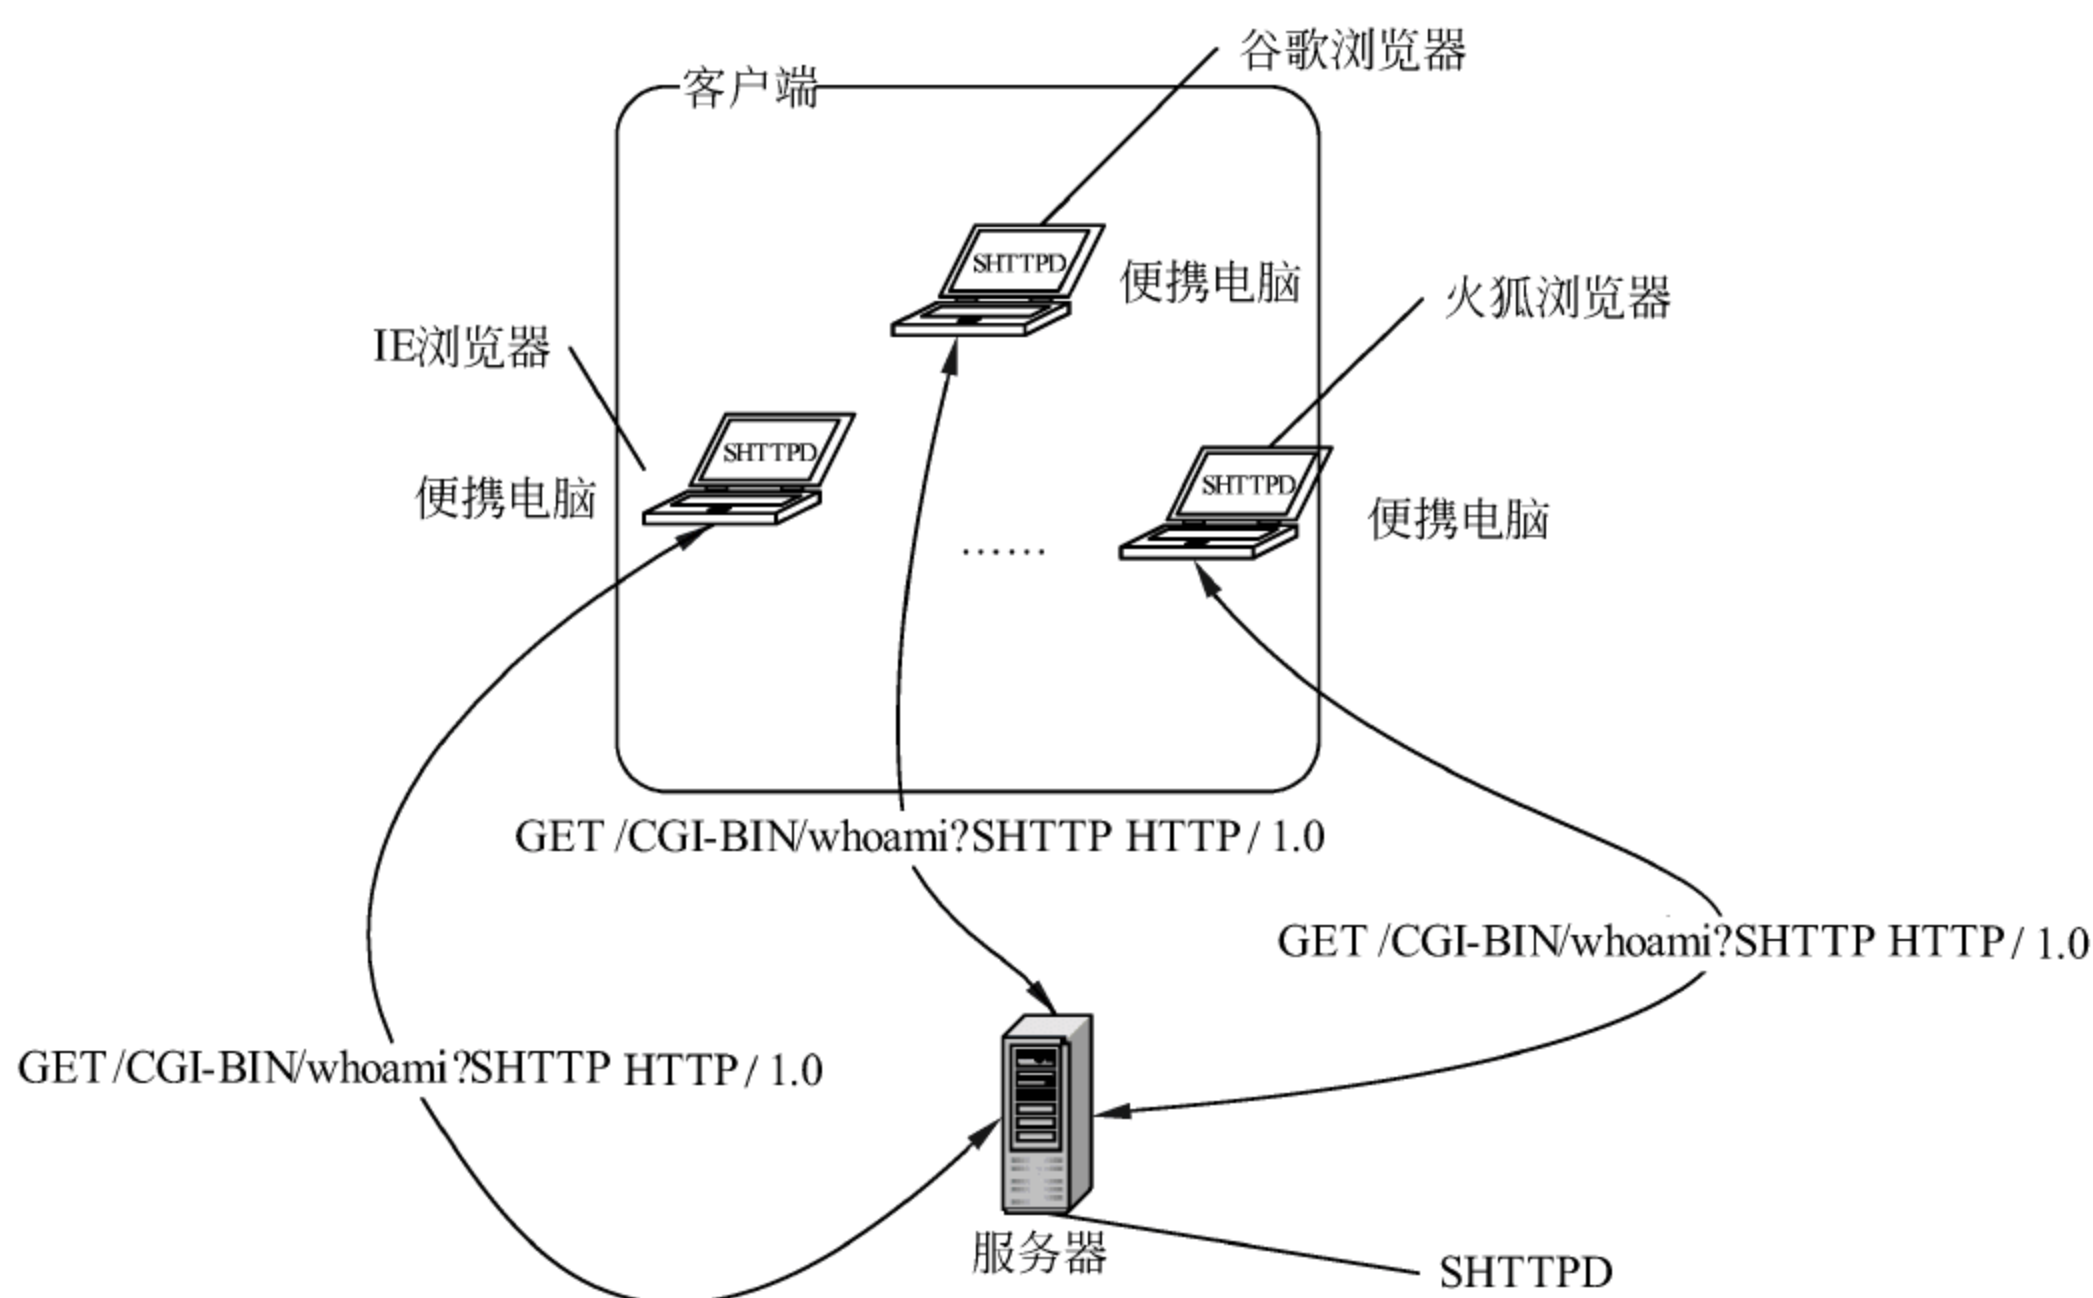 谷歌浏览器
客户端
SHTTPD
便携电脑
火狐浏览器
IE浏览器
SHTTPD
便携电脑
SHTTPD
便携电脑
......
GET /CGI-BIN/whoami?SHTTP HTTP / 1.0
GET /CGI-BIN/whoami?SHTTP HTTP / 1.0
GET /CGI-BIN/whoami?SHTTP HTTP / 1.0
服务器
SHTTPD